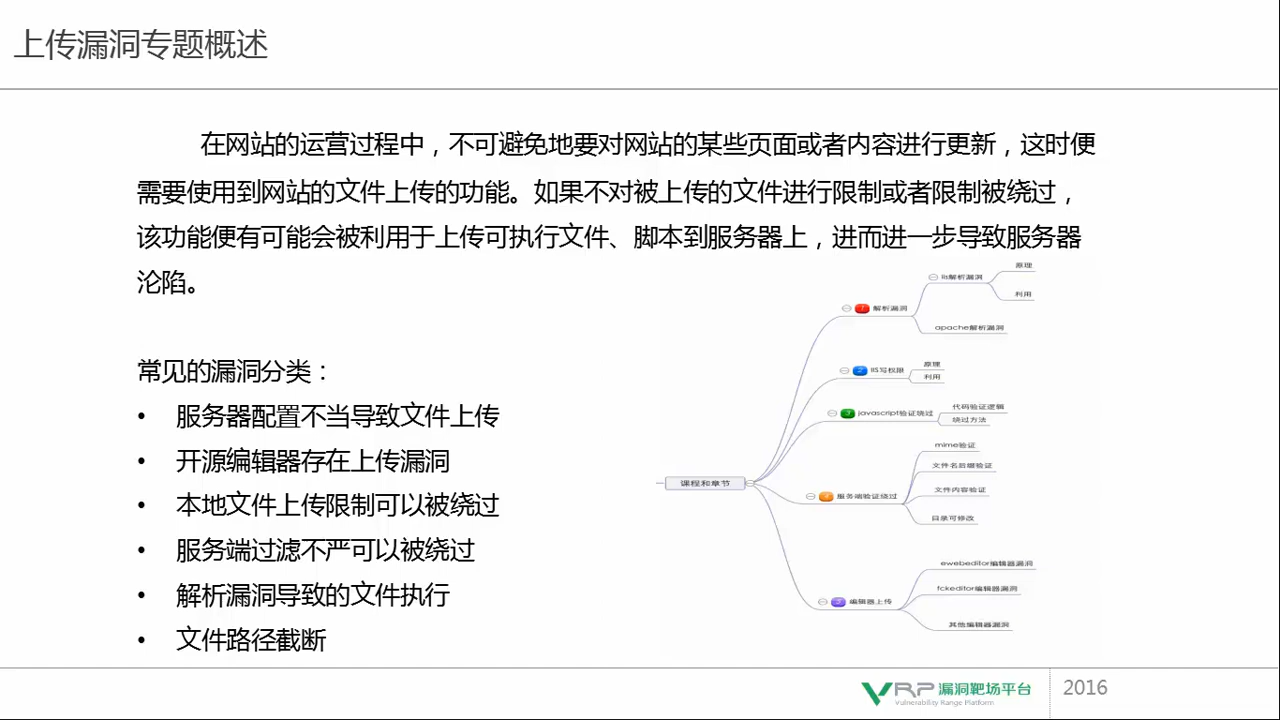 上传漏洞专题概述
在网站的运营过程中，不可避免地要对网站的某些页面或者内容进行更新，这时便
需要使用到网站的文件上传的功能。如果不对被上传的文件进行限制或者限制被绕过，
该功能便有可能会被利用于上传可执行文件、脚本到服务器上，进而进一步导致服务器
沦陷。
常见的漏洞分类：
• 服务器配置不当导致文件上传
• 开源编辑器存在上传漏洞
• 本地文件上传限制可以被绕过
• 服务端过滤不严可以被绕过
• 解析漏洞导致的文件执行
• 文件路径截断
课程和章节
1 解析漏洞
IIS解析漏洞
原理
利用
apache解析漏洞
2 IIS写权限
原理
利用
3 javascript验证绕过
代码验证逻辑
绕过方法
4 服务端验证绕过
mime验证
文件名后缀验证
文件内容验证
目录可修改
5 编辑器上传
ewebeditor编辑器漏洞
fckeditor编辑器漏洞
其他编辑器漏洞
VRP 漏洞靶场平台
Vulnerability Range Platform
2016